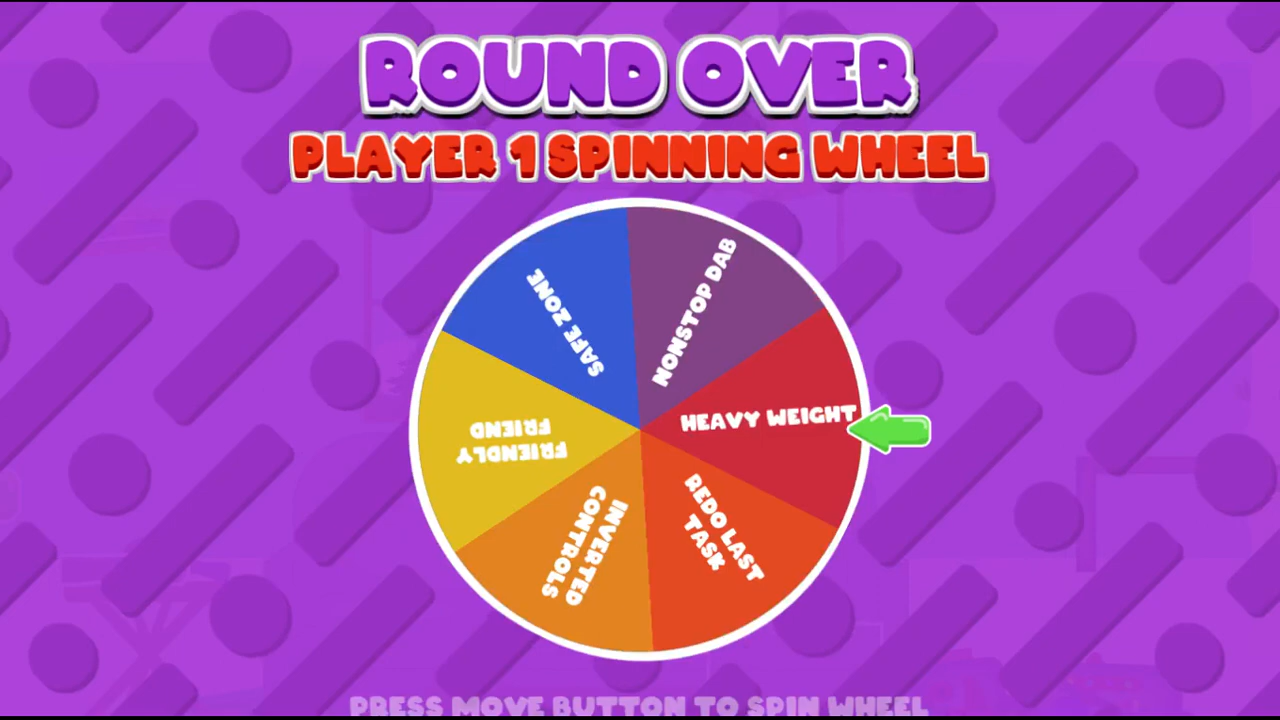 ROUND OVER
PLAYER 1 SPINNING WHEEL
NONSTOP DAB
SAFE ZONE
HEAVY WEIGHT
FRIENDLY
FRIEND
REDO LAST
TASK
INVERTED
CONTROLS
PRESS MOVE BUTTON TO SPIN WHEEL